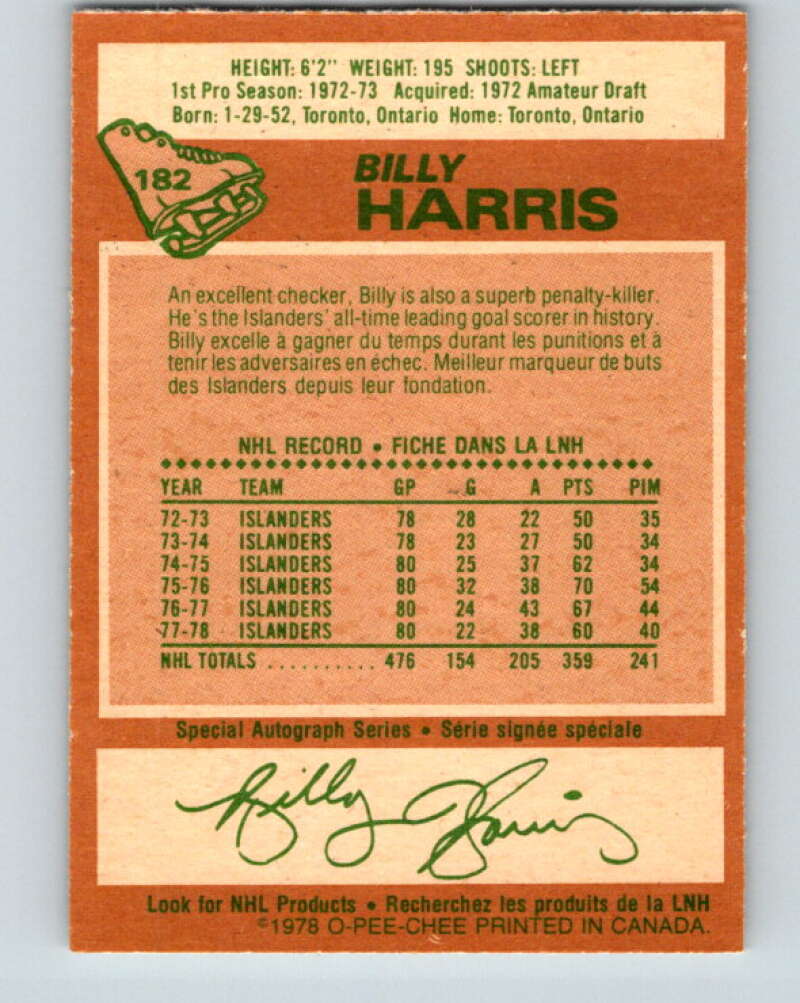 HEIGHT: 6'2" WEIGHT: 195 SHOOTS: LEFT
1st Pro Season: 1972-73 Acquired: 1972 Amateur Draft
Born: 1-29-52, Toronto, Ontario Home: Toronto, Ontario
182
BILLY
HARRIS
An excellent checker, Billy is also a superb penalty-killer.
He's the Islanders' all-time leading goal scorer in history.
Billy excelle à gagner du temps durant les punitions et à
tenir les adversaires en échec. Meilleur marqueur de buts
des Islanders depuis leur fondation.
NHL RECORD • FICHE DANS LA LNH
YEAR TEAM GP G A PTS PIM
72-73 ISLANDERS 78 28 22 50 35
73-74 ISLANDERS 78 23 27 50 34
74-75 ISLANDERS 80 25 37 62 34
75-76 ISLANDERS 80 32 38 70 54
76-77 ISLANDERS 80 24 43 67 44
77-78 ISLANDERS 80 22 38 60 40
NHL TOTALS .......... 476 154 205 359 241
Special Autograph Series • Série signée spéciale
Billy Harris
Look for NHL Products • Recherchez les produits de la LNH
©1978 O-PEE-CHEE PRINTED IN CANADA.